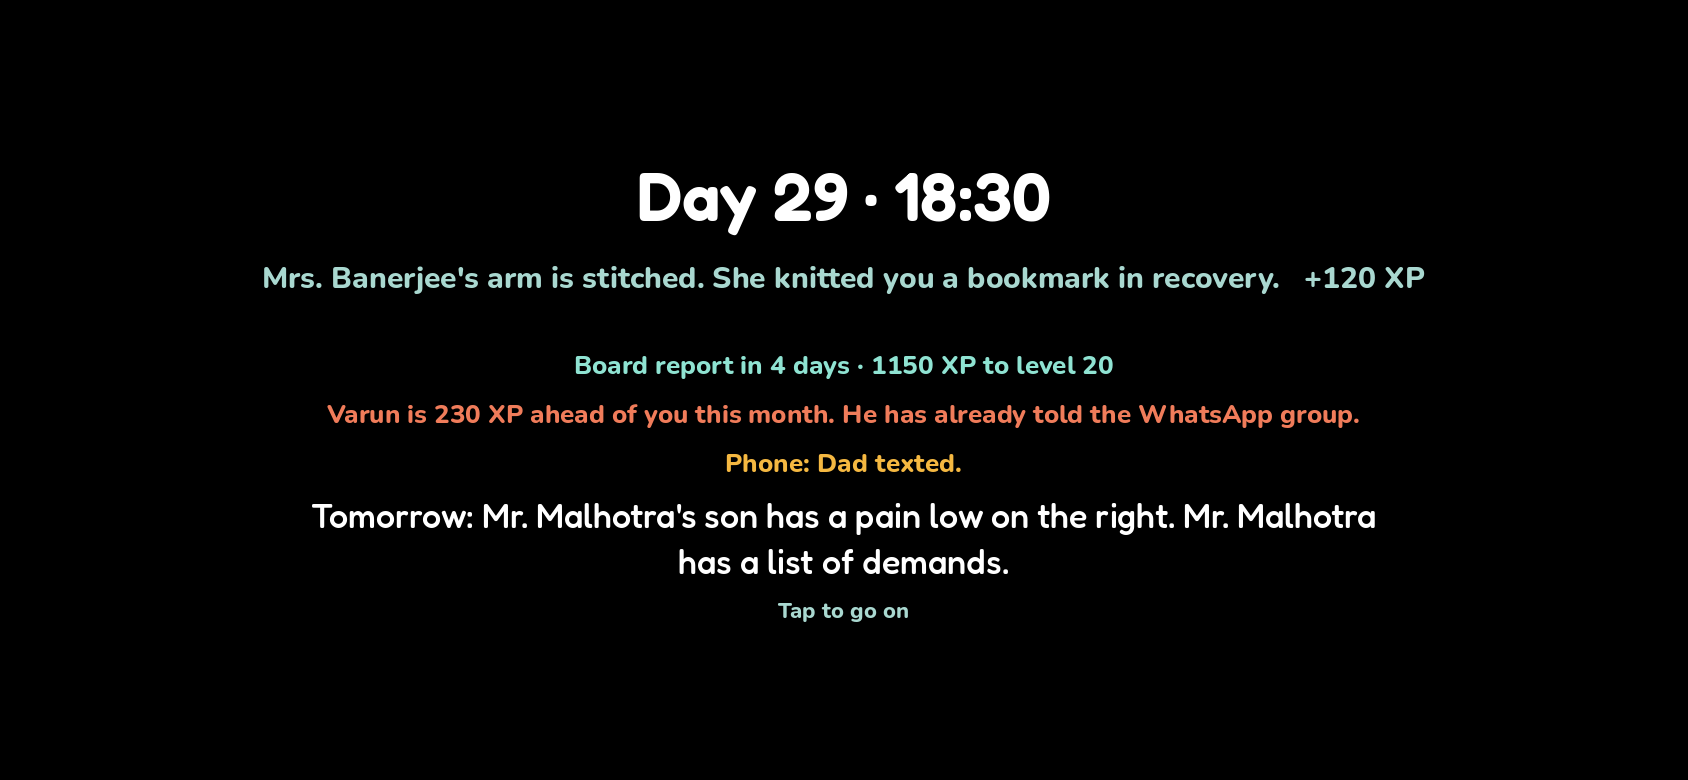 Day 29 · 18:30
Mrs. Banerjee's arm is stitched. She knitted you a bookmark in recovery. +120 XP
Board report in 4 days · 1150 XP to level 20
Varun is 230 XP ahead of you this month. He has already told the WhatsApp group.
Phone: Dad texted.
Tomorrow: Mr. Malhotra's son has a pain low on the right. Mr. Malhotra
has a list of demands.
Tap to go on